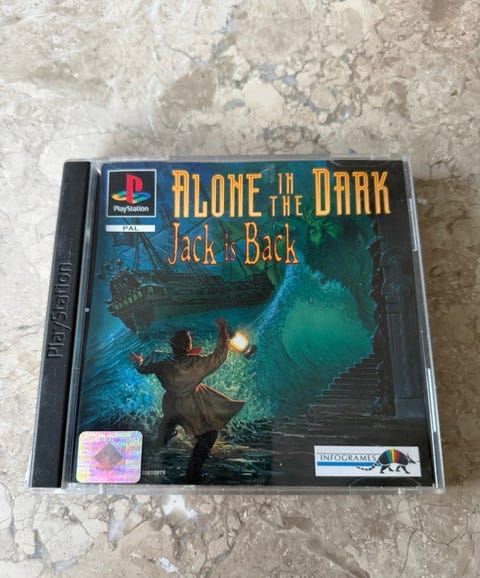 PlayStation
PAL
ALONE IN THE DARK
Jack is Back
PlayStation
INFOGRAMES